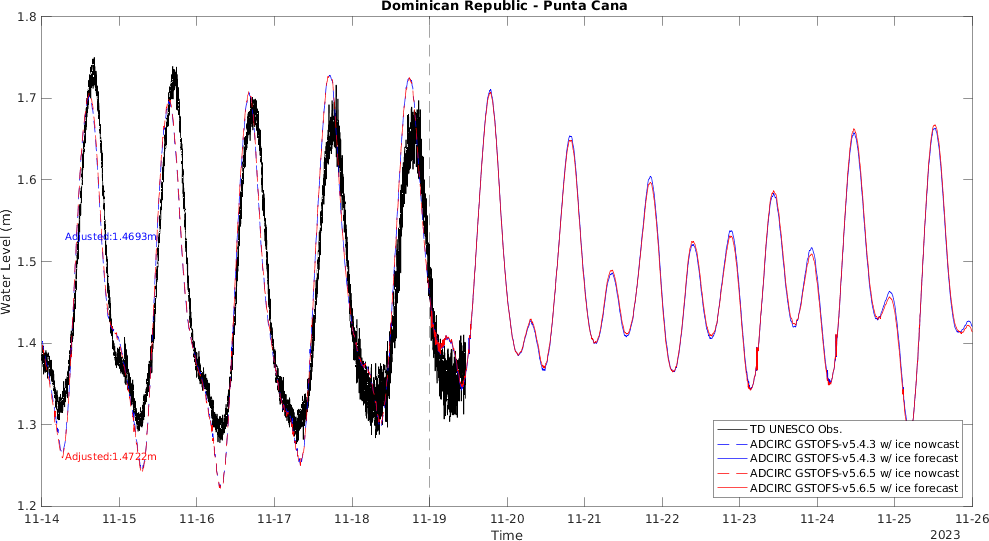 Dominican Republic - Punta Cana
1.8
1.7
1.6
1.5
1.4
1.3
1.2
Water Level (m)
Adjusted:1.4693m
Adjusted:1.4722m
TD UNESCO Obs.
ADCIRC GSTOFS-v5.4.3 w/ ice nowcast
ADCIRC GSTOFS-v5.4.3 w/ ice forecast
ADCIRC GSTOFS-v5.6.5 w/ ice nowcast
ADCIRC GSTOFS-v5.6.5 w/ ice forecast
11-14 11-15 11-16 11-17 11-18 11-19 11-20 11-21 11-22 11-23 11-24 11-25 11-26
Time
2023